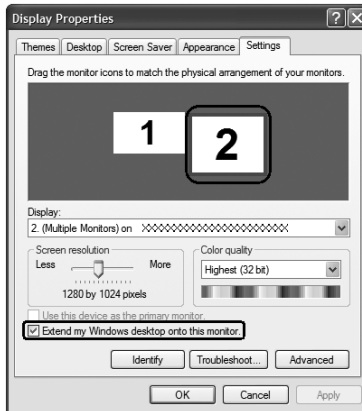 Display Properties
Themes Desktop Screen Saver Appearance Settings
Drag the monitor icons to match the physical arrangement of your monitors.
1 2
Display:
2. (Multiple Monitors) on XXXXXXXXXXXXXXXXXXXXXX
Screen resolution Color quality
Less More Highest (32 bit)
1280 by 1024 pixels
Use this device as the primary monitor.
Extend my Windows desktop onto this monitor.
Identify Troubleshoot... Advanced
OK Cancel Apply